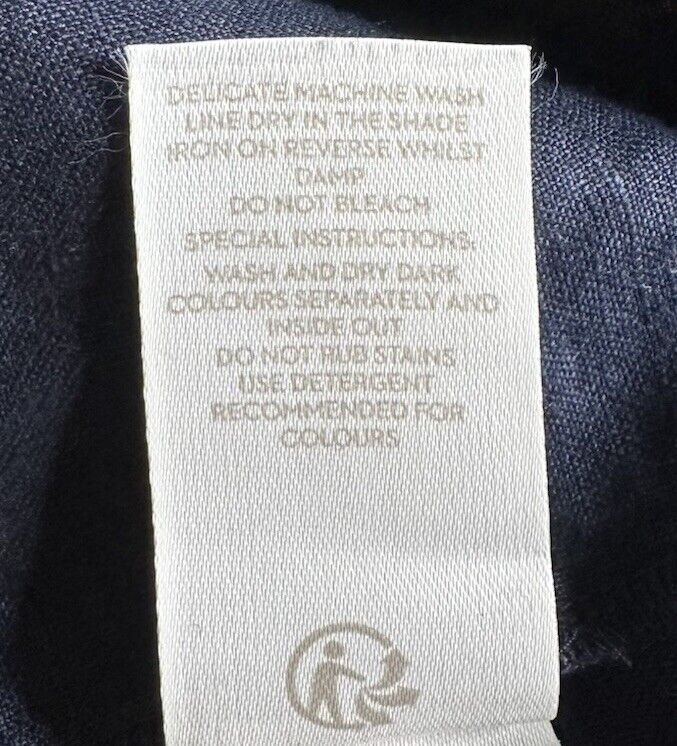 DELICATE MACHINE WASH
LINE DRY IN THE SHADE
IRON ON REVERSE WHILST
DAMP
DO NOT BLEACH
SPECIAL INSTRUCTIONS:
WASH AND DRY DARK
COLOURS SEPARATELY AND
INSIDE OUT
DO NOT RUB STAINS
USE DETERGENT
RECOMMENDED FOR
COLOURS